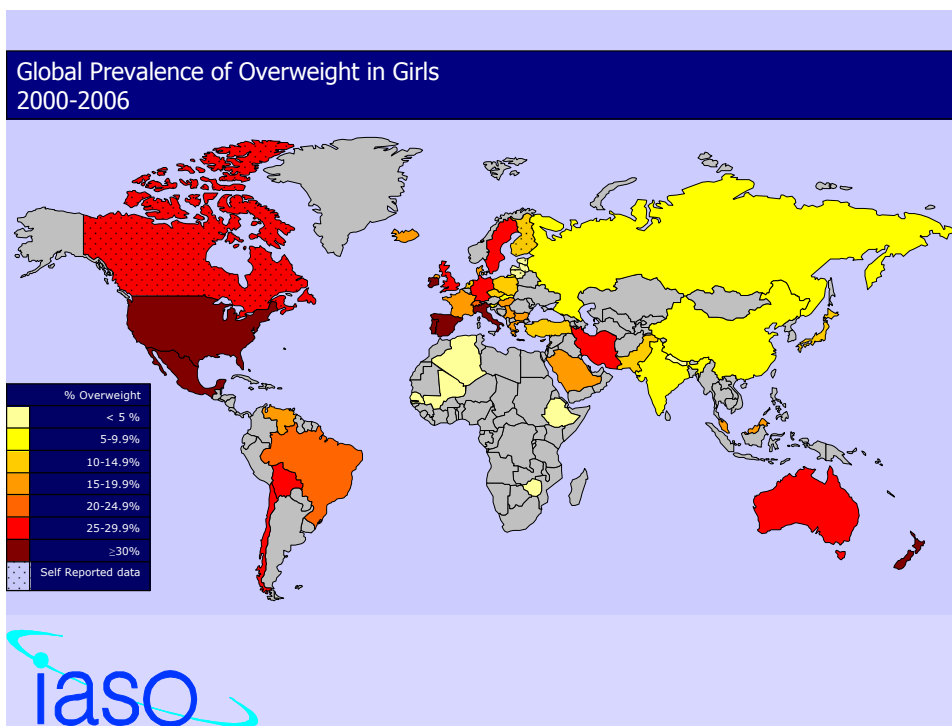 Global Prevalence of Overweight in Girls
2000-2006
% Overweight
< 5 %
5-9.9%
10-14.9%
15-19.9%
20-24.9%
25-29.9%
≥30%
Self Reported data
iaso